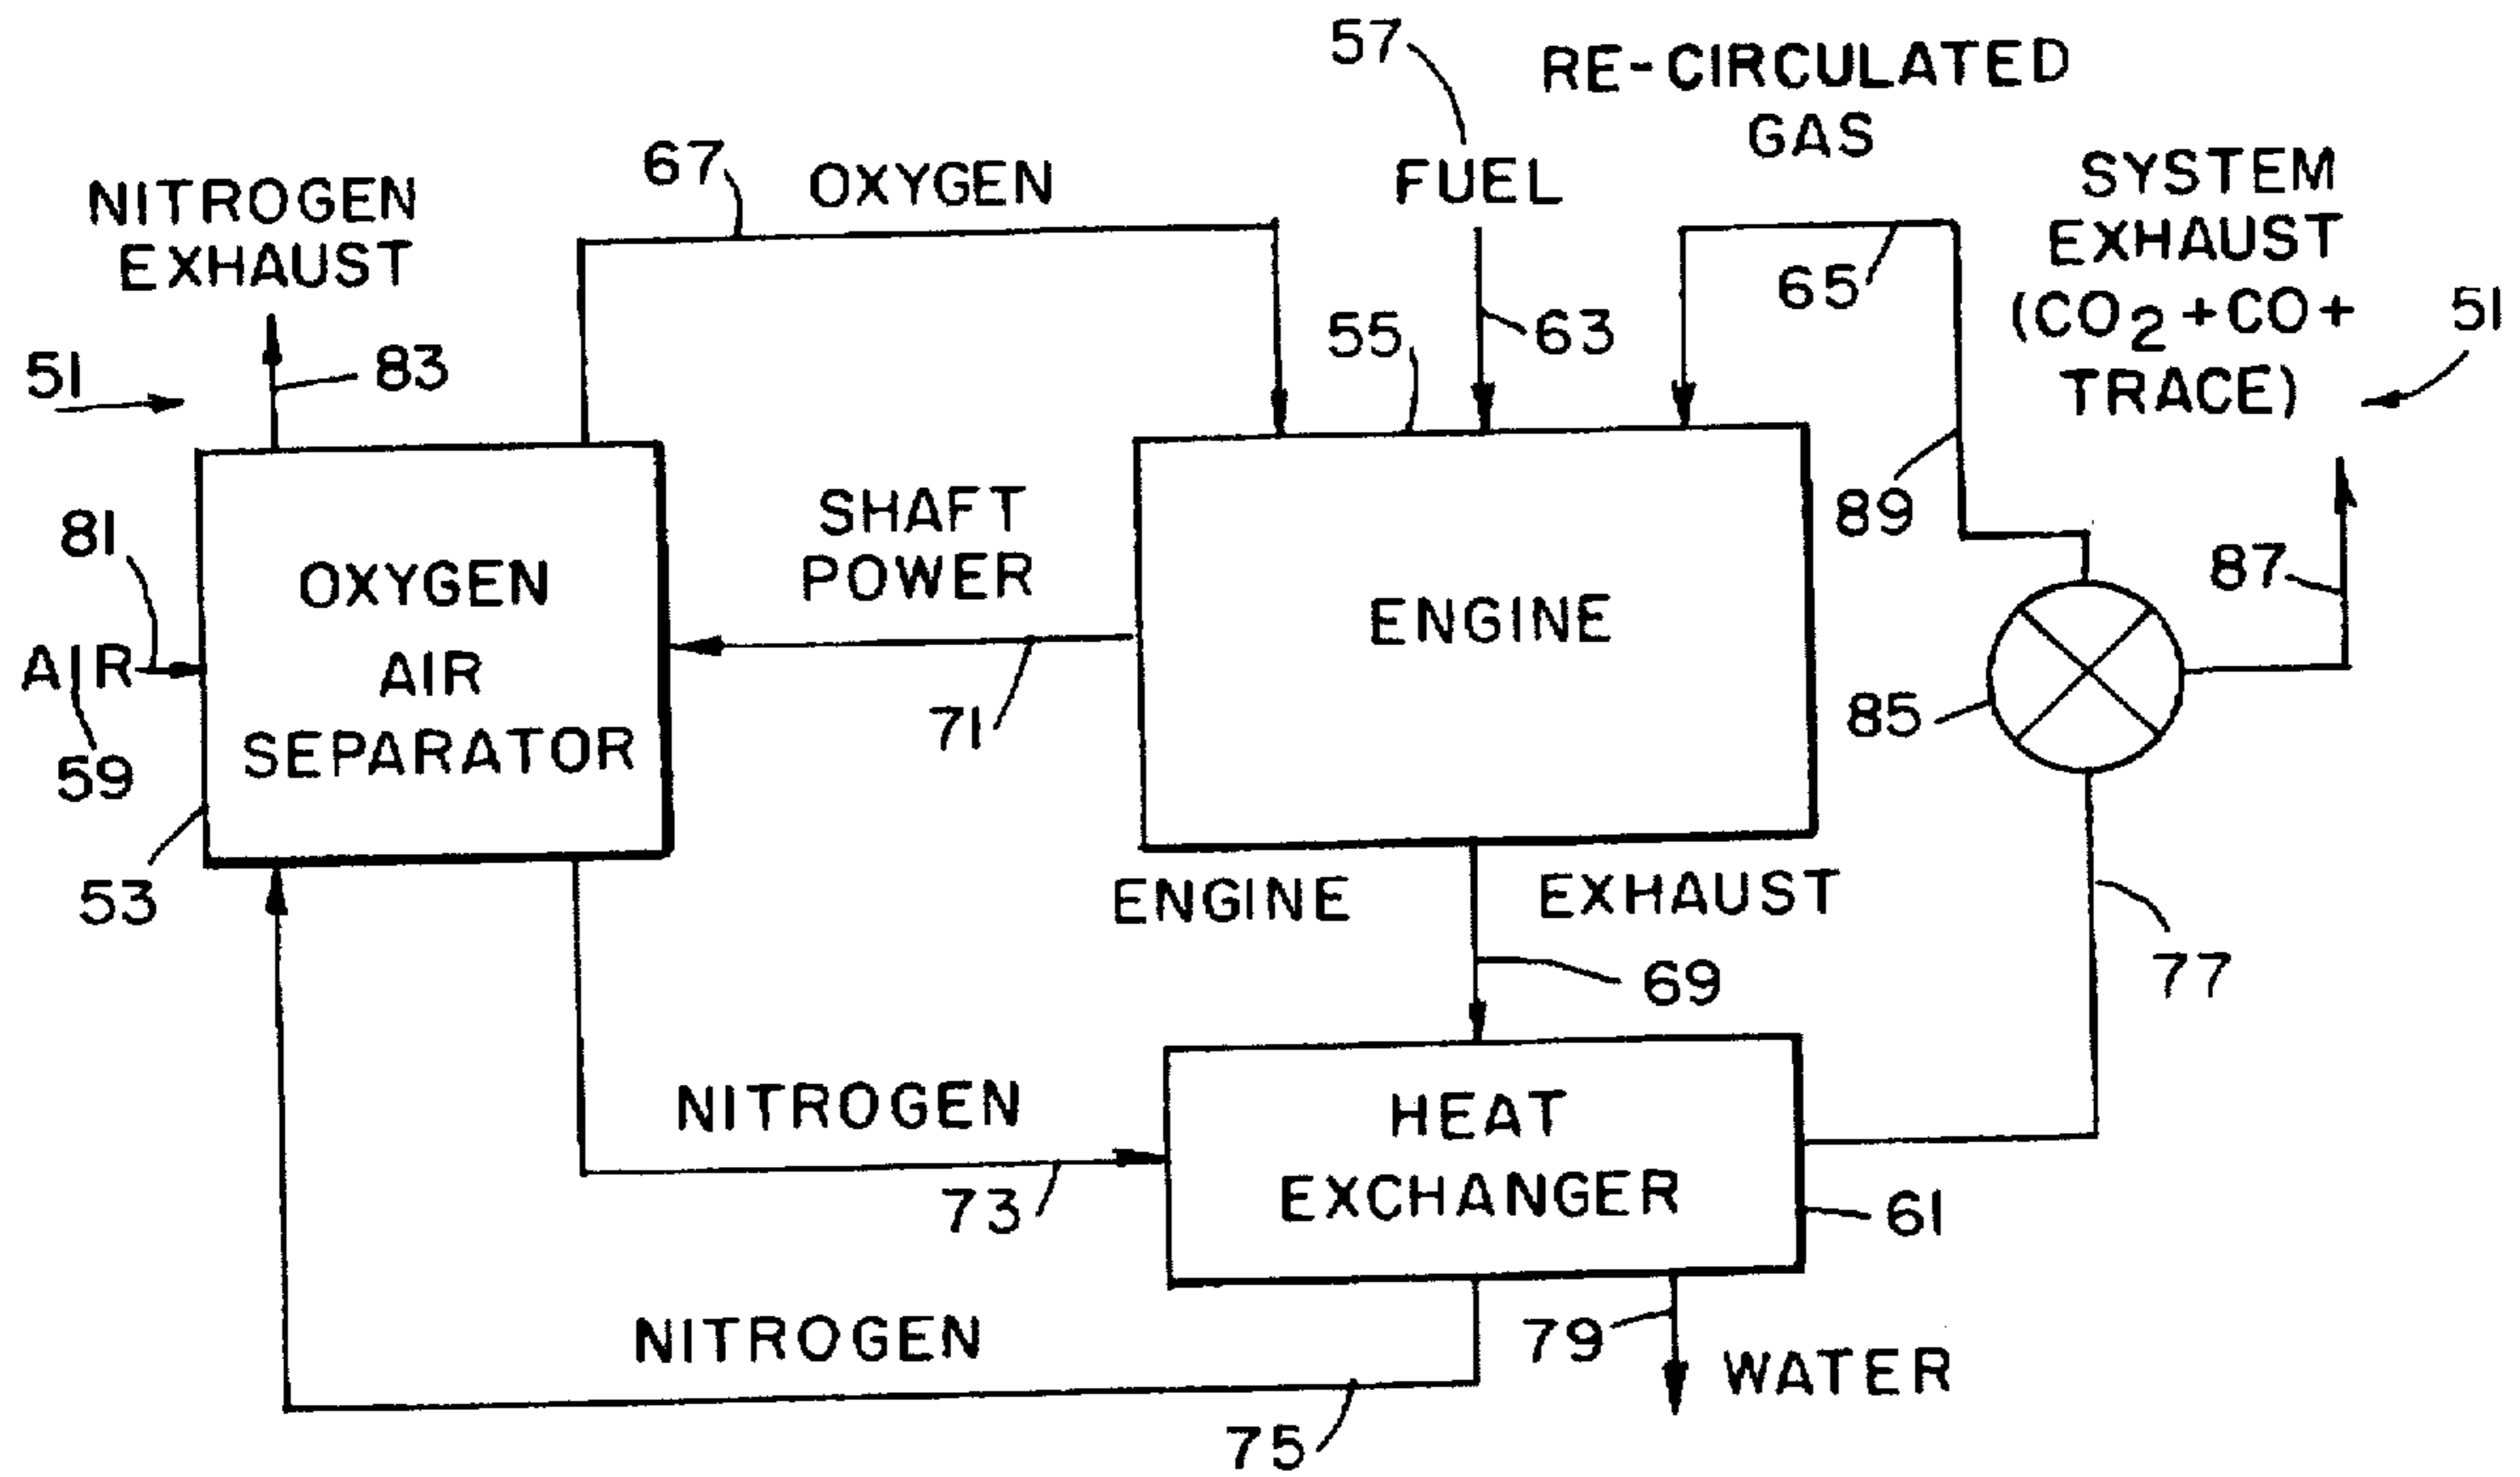 57
RE-CIRCULATED
GAS
67
OXYGEN
FUEL
SYSTEM
EXHAUST
(CO2+CO+
TRACE)
NITROGEN
EXHAUST
65
51
55
63
51
83
89
81
SHAFT
POWER
87
OXYGEN
AIR
SEPARATOR
ENGINE
AIR
71
85
59
53
ENGINE EXHAUST
69
77
NITROGEN
HEAT
EXCHANGER
73
61
NITROGEN
79
WATER
75